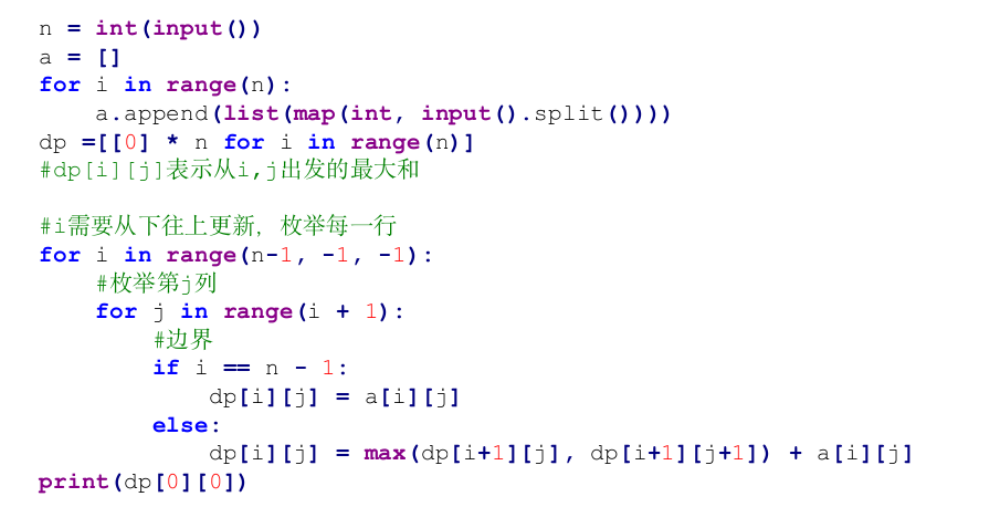 n = int(input())
a = []
for i in range(n):
    a.append(list(map(int, input().split())))
dp =[[0] * n for i in range(n)]
#dp[i][j]表示从i,j出发的最大和

#i需要从下往上更新, 枚举每一行
for i in range(n-1, -1, -1):
    #枚举第j列
    for j in range(i + 1):
        #边界
        if i == n - 1:
            dp[i][j] = a[i][j]
        else:
            dp[i][j] = max(dp[i+1][j], dp[i+1][j+1]) + a[i][j]
print(dp[0][0])